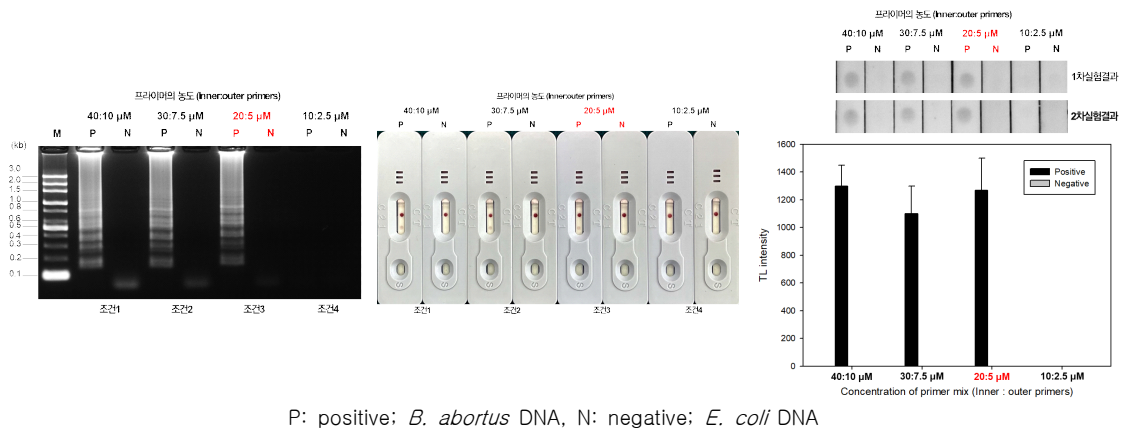 프라이머의 농도 (Inner:outer primers)
40:10 μM 30:7.5 μM 20:5 μM 10:2.5 μM
M P N P N P N P N
(kb)
3.0
2.0
1.5
1.0
0.8
0.6
0.5
0.4
0.3
0.2
0.1
조건1 조건2 조건3 조건4
프라이머의 농도 (Inner:outer primers)
40:10 μM 30:7.5 μM 20:5 μM 10:2.5 μM
P N P N P N P N
S S S S S S S S
조건1 조건2 조건3 조건4
프라이머의 농도 (Inner:outer primers)
40:10 μM 30:7.5 μM 20:5 μM 10:2.5 μM
P N P N P N P N
1차실험결과
2차실험결과
1600
1400
1200
1000
800
600
400
200
0
TL intensity
Positive
Negative
40:10 μM 30:7.5 μM 20:5 μM 10:2.5 μM
Concentration of primer mix (Inner : outer primers)
P: positive; B. abortus DNA, N: negative; E. coli DNA